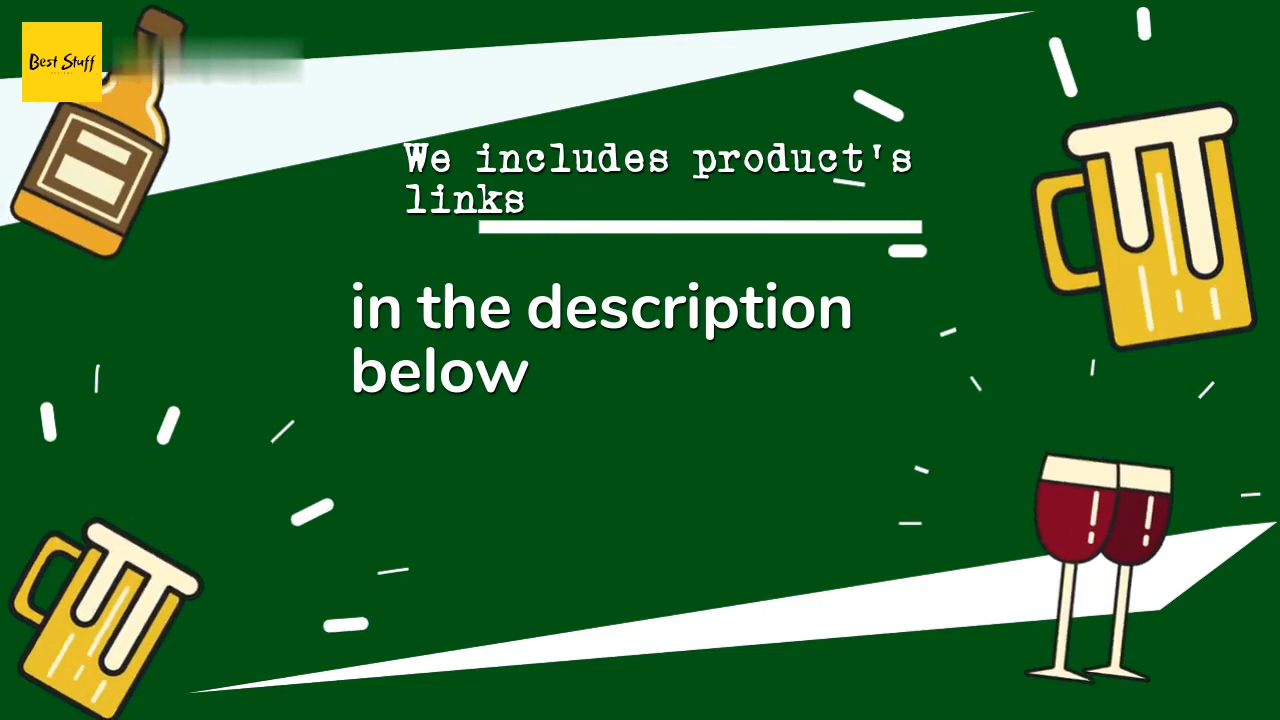 Best Stuff
We includes product's
links
in the description
below